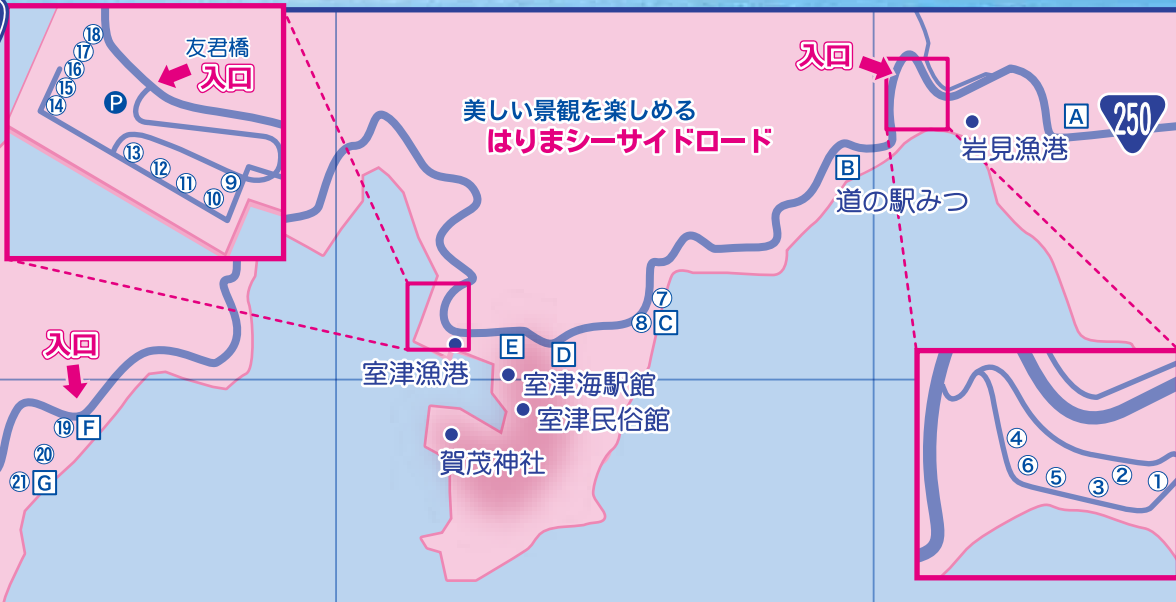 ⑱
⑰
⑯
⑮
⑭
友君橋
入口
P
⑬
⑫
⑪
⑩
⑨
美しい景観を楽しめる
はりまシーサイドロード
入口
A
250
岩見漁港
B
道の駅みつ
⑦
⑧ C
E
D
室津漁港
室津海駅館
室津民俗館
賀茂神社
入口
⑲ F
⑳
㉑ G
④
⑥
⑤
③
②
①